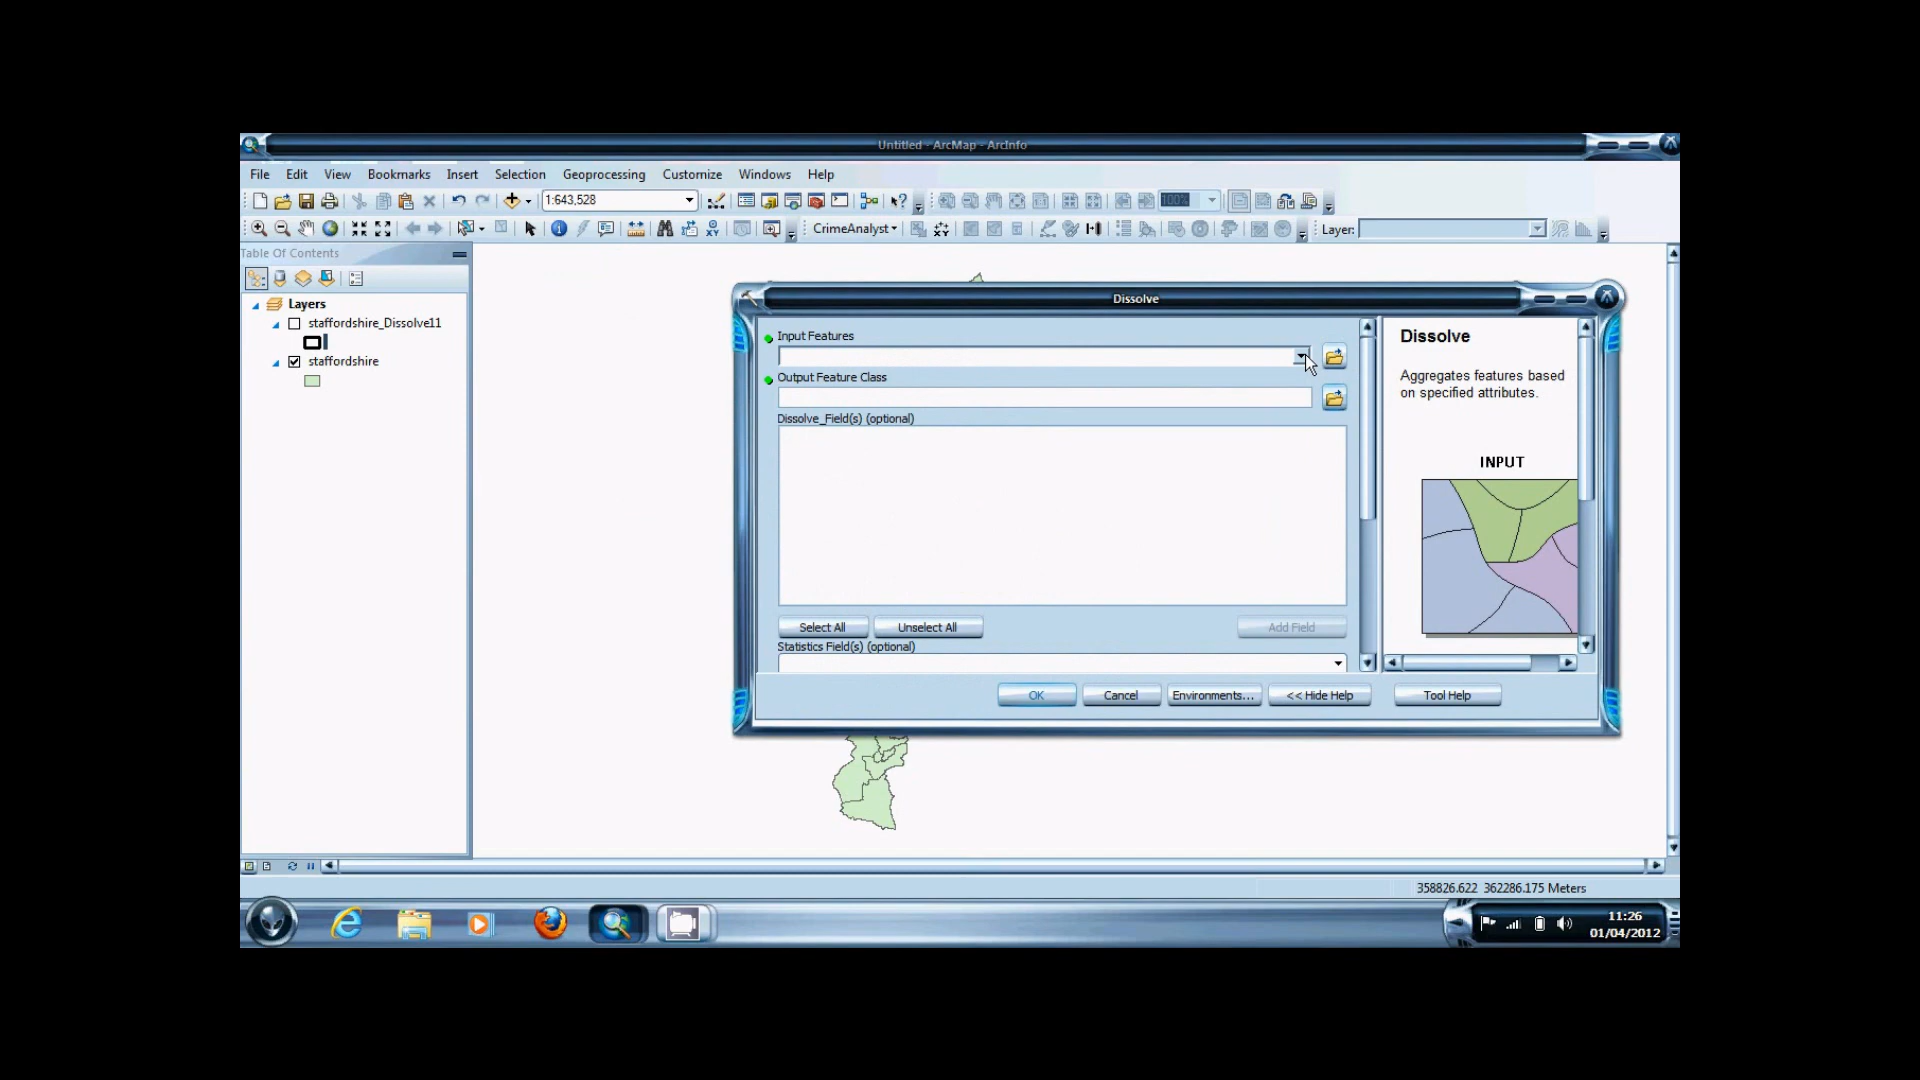 Untitled - ArcMap - ArcInfo
File Edit View Bookmarks Insert Selection Geoprocessing Customize Windows Help
1:643,528
100%
CrimeAnalyst
Layer:
Table Of Contents
Layers
staffordshire_Dissolve11
staffordshire
Dissolve
Input Features
Output Feature Class
Dissolve_Field(s) (optional)
Select All
Unselect All
Add Field
Statistics Field(s) (optional)
OK
Cancel
Environments...
<< Hide Help
Tool Help
Dissolve
Aggregates features based
on specified attributes.
INPUT
358826.622 362286.175 Meters
11:26
01/04/2012